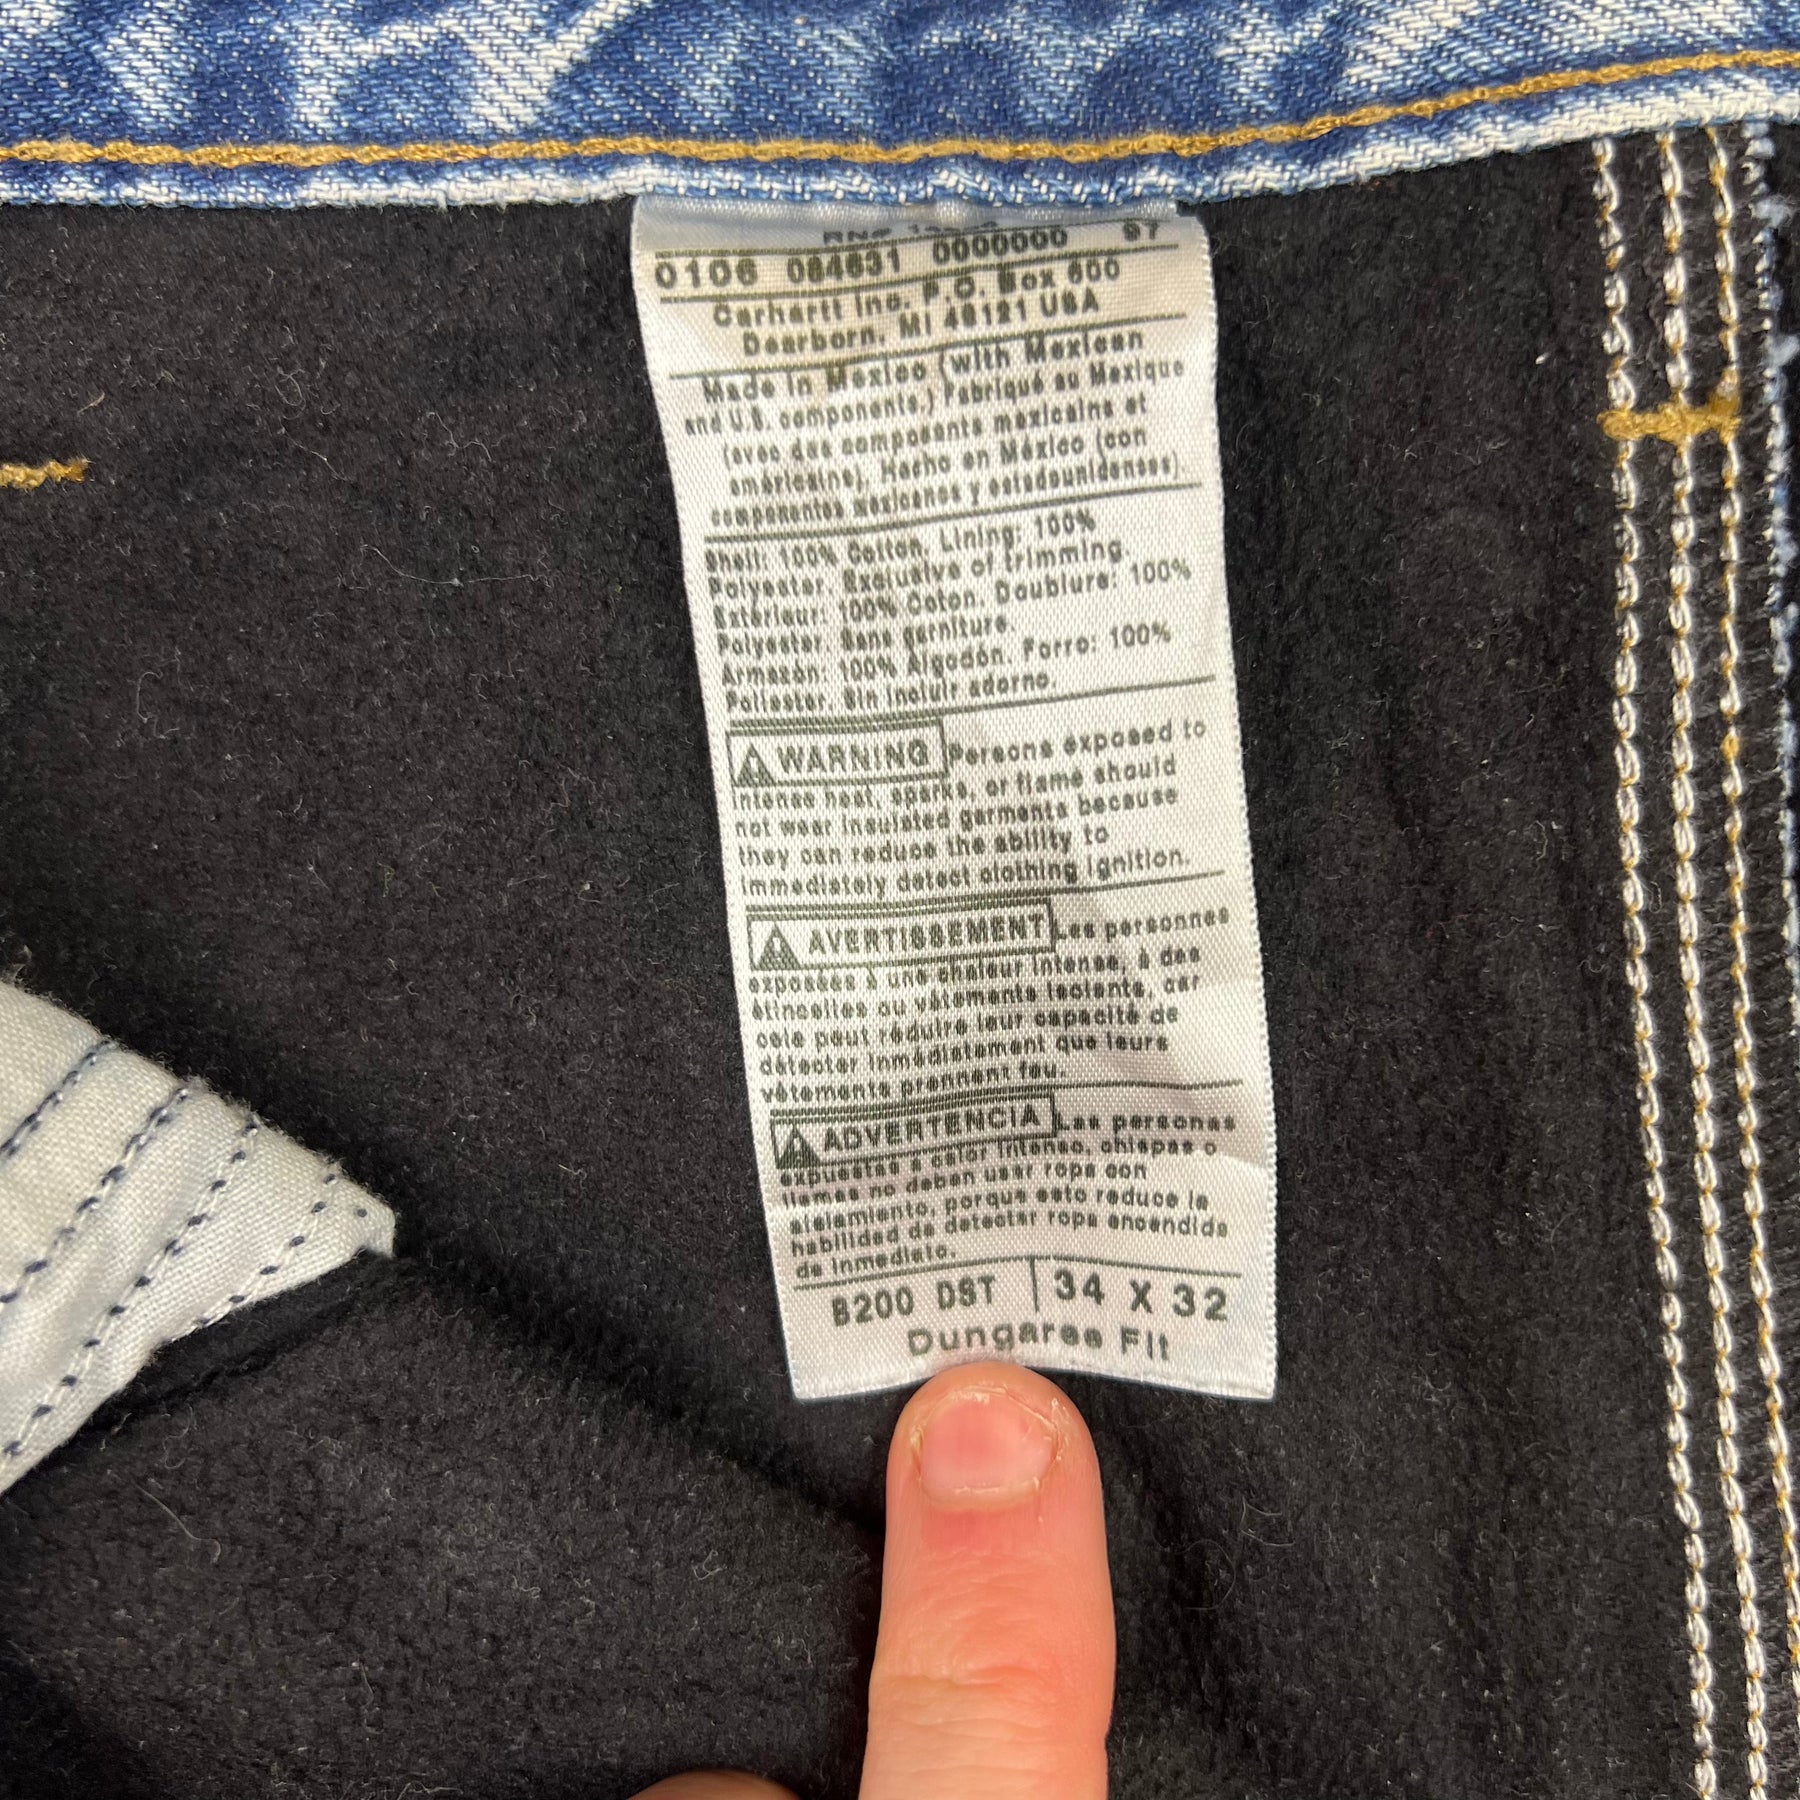 RN#
0106 084631 0000000 97
Carhartt Inc. P.O. Box 600
Dearborn, MI 48121 USA
Made in Mexico (with Mexican
and U.S. components.) Fabriqué au Mexique
(avec des composants mexicains et
américains), Hecho en México (con
componentes mexicanos y estadounidenses)
Shell: 100% Cotton. Lining: 100%
Polyester. Exclusive of trimming.
Extérieur: 100% Coton. Doublure: 100%
Polyester. Sans garniture.
Armazón: 100% Algodón. Forro: 100%
Poliester. Sin incluir adorno.
WARNING Persons exposed to
intense heat, sparks, or flame should
not wear insulated garments because
they can reduce the ability to
immediately detect clothing ignition.
AVERTISSEMENT Les personnes
exposées à une chaleur intense, à des
étincelles ou vêtements isolants, car
cela peut réduire leur capacité de
détecter immédiatement que leurs
vêtements prennent feu.
ADVERTENCIA Las personas
expuestas a calor intenso, chispas o
llamas no deben usar ropa con
aislamiento, porque esto reduce la
habilidad de detectar ropa encendida
de inmediato.
B200 DST 34 X 32
Dungaree Fit